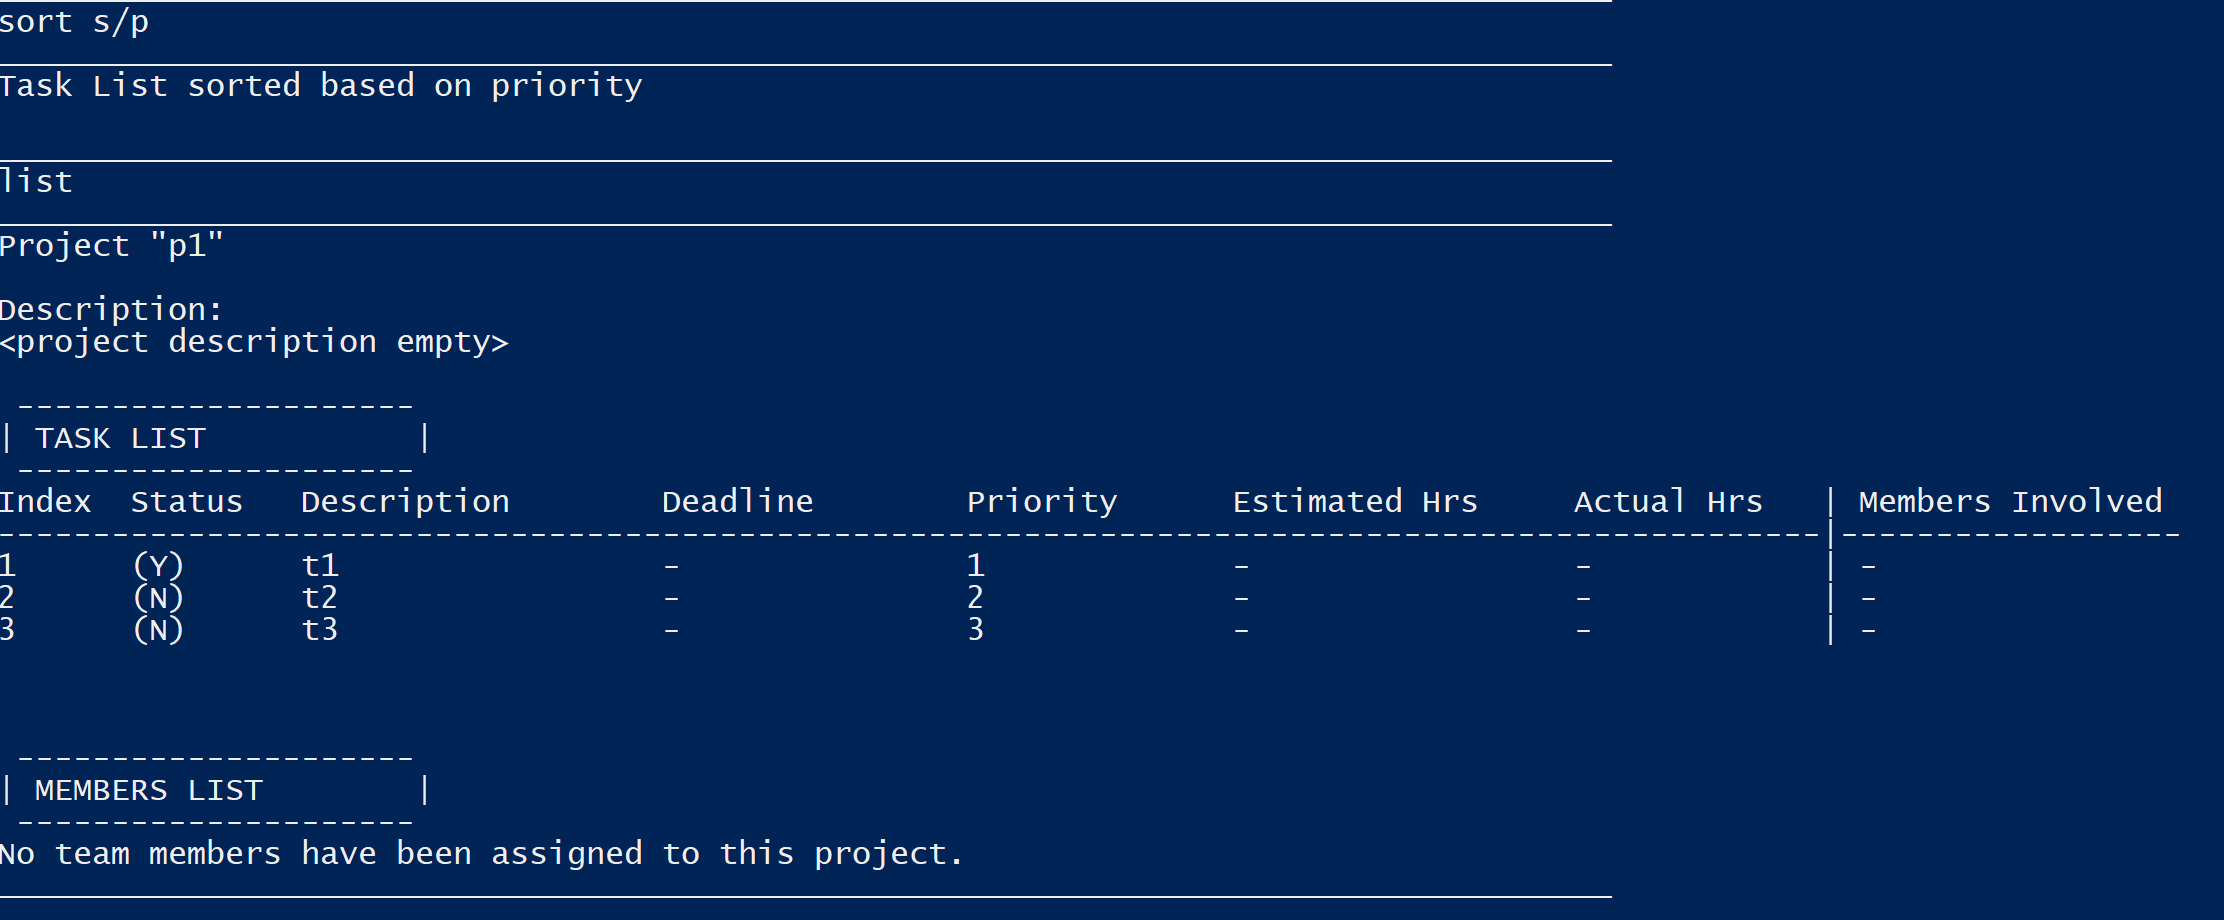 sort s/p
Task List sorted based on priority
list
Project "p1"
Description:
<project description empty>
---------------------
| TASK LIST |
---------------------
Index Status Description Deadline Priority Estimated Hrs Actual Hrs | Members Involved
------------------------------------------------------------------------------------------------|------------------
1 (Y) t1 - 1 - - | -
2 (N) t2 - 2 - - | -
3 (N) t3 - 3 - - | -
---------------------
| MEMBERS LIST |
---------------------
No team members have been assigned to this project.